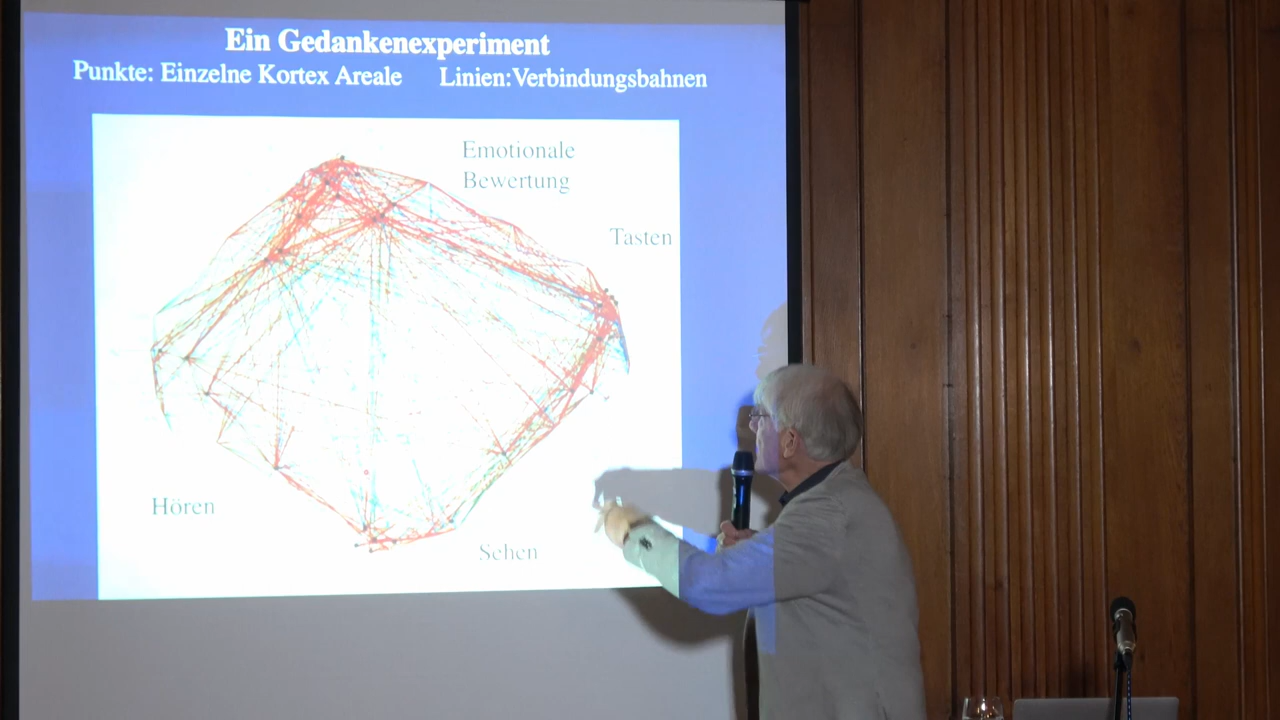 Ein Gedankenexperiment
Punkte: Einzelne Kortex Areale Linien:Verbindungsbahnen
Emotionale
Bewertung
Tasten
Hören
Sehen